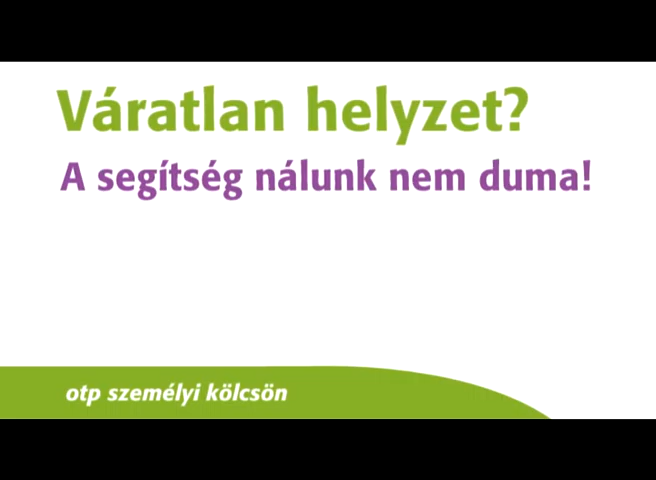 Váratlan helyzet?
A segítség nálunk nem duma!
otp személyi kölcsön